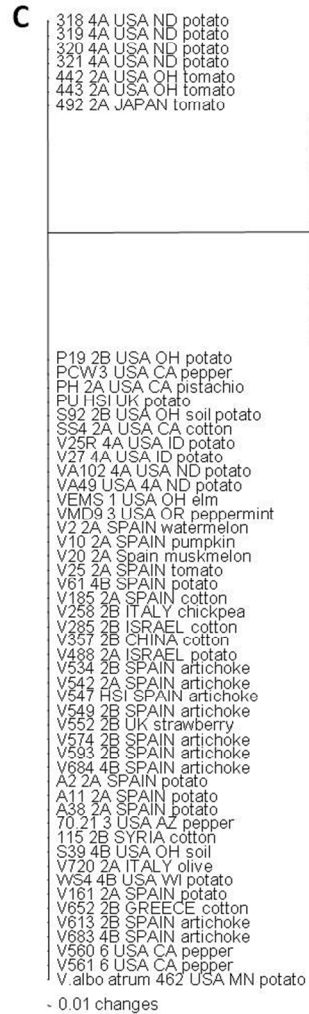 C
318 4A USA ND potato
319 4A USA ND potato
320 4A USA ND potato
321 4A USA ND potato
442 2A USA OH tomato
443 2A USA OH tomato
492 2A JAPAN tomato
P19 2B USA OH potato
PCW3 USA CA pepper
PH 2A USA CA pistachio
PU HSI UK potato
S92 2B USA OH soil potato
SS4 2A USA CA cotton
V25R 4A USA ID potato
V27 4A USA ID potato
VA102 4A USA ND potato
VA49 USA 4A ND potato
VEMS 1 USA OH elm
VMD9 3 USA OR peppermint
V2 2A SPAIN watermelon
V10 2A SPAIN pumpkin
V20 2A Spain muskmelon
V25 2A SPAIN tomato
V61 4B SPAIN potato
V185 2A SPAIN cotton
V258 2B ITALY chickpea
V285 2B ISRAEL cotton
V357 2B CHINA cotton
V488 2A ISRAEL potato
V534 2B SPAIN artichoke
V542 2A SPAIN artichoke
V547 HSI SPAIN artichoke
V549 2B SPAIN artichoke
V552 2B UK strawberry
V574 2B SPAIN artichoke
V593 2B SPAIN artichoke
V684 4B SPAIN artichoke
A2 2A SPAIN potato
A11 2A SPAIN potato
A38 2A SPAIN potato
70 21 3 USA AZ pepper
115 2B SYRIA cotton
S39 4B USA OH soil
V720 2A ITALY olive
WS4 4B USA WI potato
V161 2A SPAIN potato
V652 2B GREECE cotton
V613 2B SPAIN artichoke
V683 4B SPAIN artichoke
V560 6 USA CA pepper
V561 6 USA CA pepper
V.albo atrum 462 USA MN potato
0.01 changes